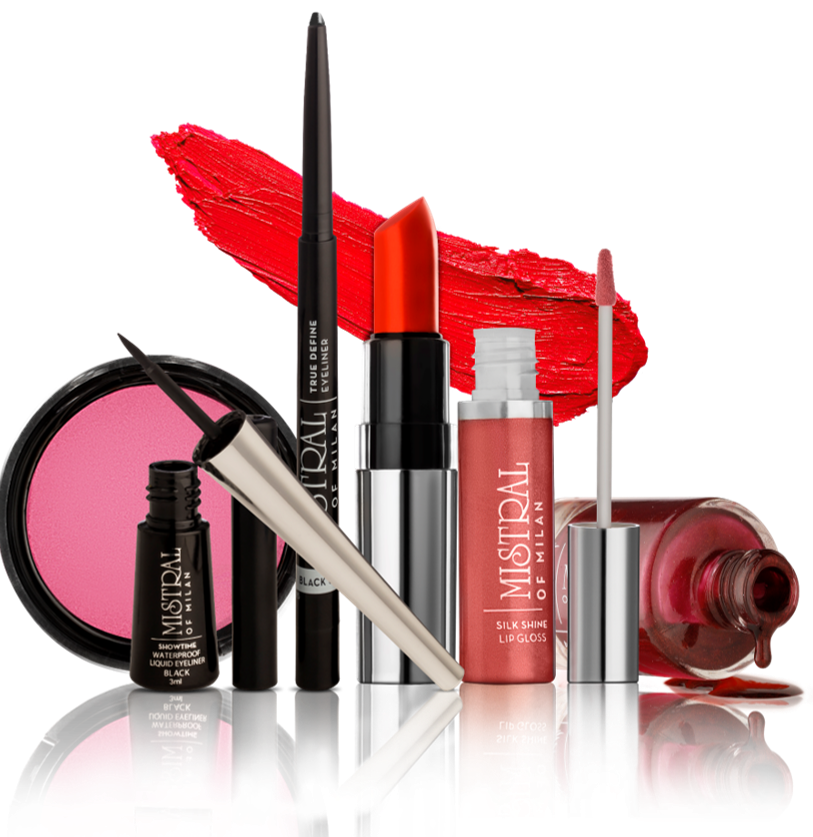 MISTRAL
OF MILAN
SHOWTIME
WATERPROOF
LIQUID EYELINER
BLACK
3ml
TRUE DEFINE
EYELINER
OF MILAN
BLACK
MISTRAL
OF MILAN
SILK SHINE
LIP GLOSS